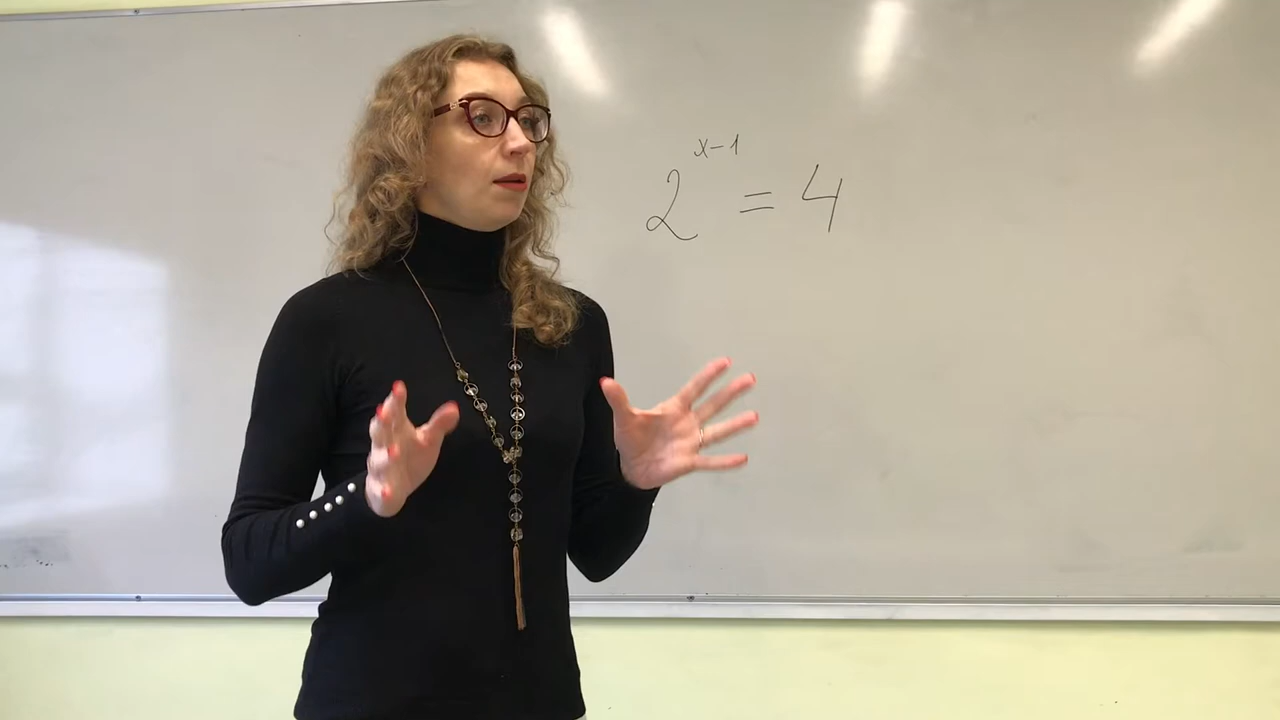 2^{x-1} = 4